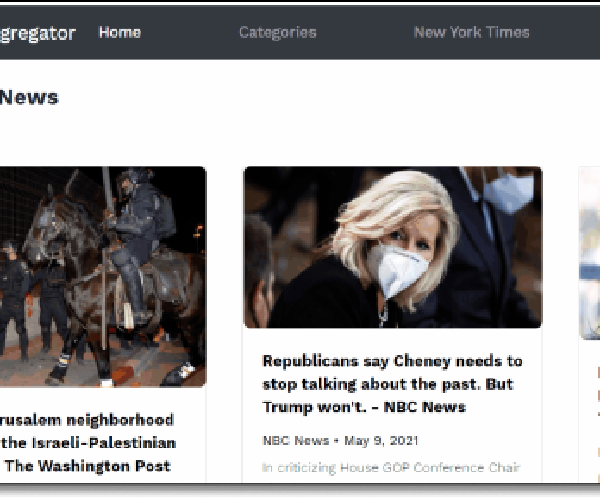 gregator Home Categories New York Times
News
rusalem neighborhood
the Israeli-Palestinian
The Washington Post
Republicans say Cheney needs to
stop talking about the past. But
Trump won't. - NBC News
NBC News • May 9, 2021
In criticizing House GOP Conference Chair